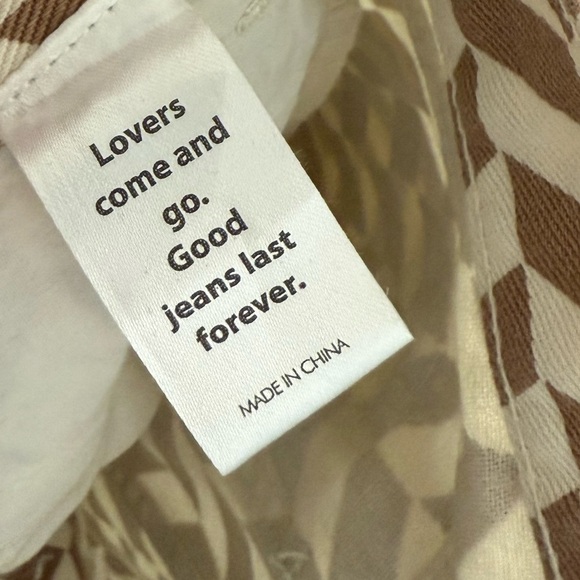 Lovers
come and
go.
Good
jeans last
forever.
MADE IN CHINA